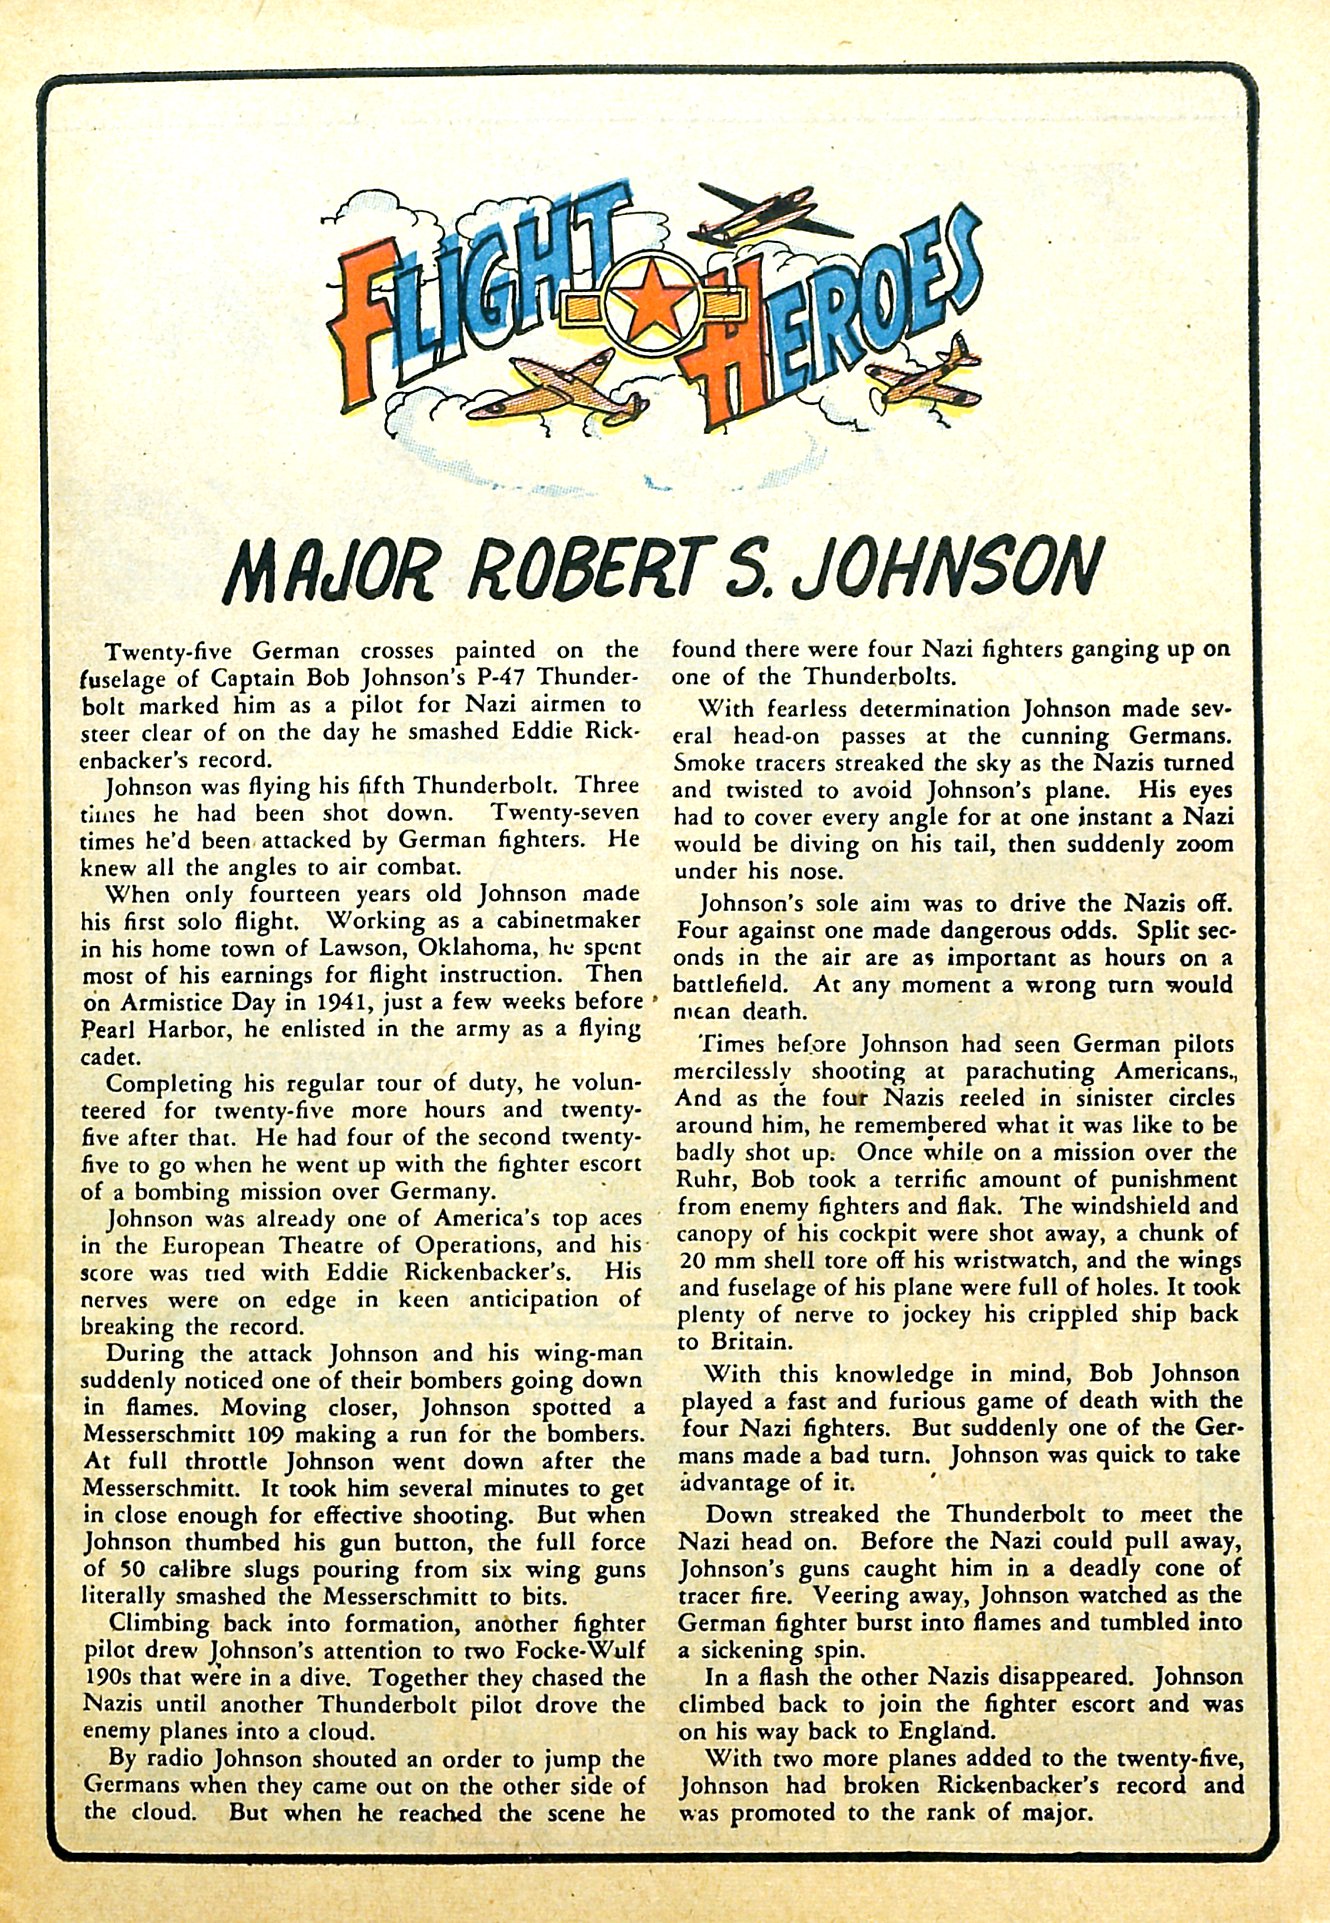 FLIGHT HEROES
MAJOR ROBERT S. JOHNSON
Twenty-five German crosses painted on the
fuselage of Captain Bob Johnson's P-47 Thunder-
bolt marked him as a pilot for Nazi airmen to
steer clear of on the day he smashed Eddie Rick-
enbacker's record.
Johnson was flying his fifth Thunderbolt. Three
times he had been shot down. Twenty-seven
times he'd been attacked by German fighters. He
knew all the angles to air combat.
When only fourteen years old Johnson made
his first solo flight. Working as a cabinetmaker
in his home town of Lawson, Oklahoma, he spent
most of his earnings for flight instruction. Then
on Armistice Day in 1941, just a few weeks before
Pearl Harbor, he enlisted in the army as a flying
cadet.
Completing his regular tour of duty, he volun-
teered for twenty-five more hours and twenty-
five after that. He had four of the second twenty-
five to go when he went up with the fighter escort
of a bombing mission over Germany.
Johnson was already one of America's top aces
in the European Theatre of Operations, and his
score was tied with Eddie Rickenbacker's. His
nerves were on edge in keen anticipation of
breaking the record.
During the attack Johnson and his wing-man
suddenly noticed one of their bombers going down
in flames. Moving closer, Johnson spotted a
Messerschmitt 109 making a run for the bombers.
At full throttle Johnson went down after the
Messerschmitt. It took him several minutes to get
in close enough for effective shooting. But when
Johnson thumbed his gun button, the full force
of 50 calibre slugs pouring from six wing guns
literally smashed the Messerschmitt to bits.
Climbing back into formation, another fighter
pilot drew Johnson's attention to two Focke-Wulf
190s that were in a dive. Together they chased the
Nazis until another Thunderbolt pilot drove the
enemy planes into a cloud.
By radio Johnson shouted an order to jump the
Germans when they came out on the other side of
the cloud. But when he reached the scene he
found there were four Nazi fighters ganging up on
one of the Thunderbolts.
With fearless determination Johnson made sev-
eral head-on passes at the cunning Germans.
Smoke tracers streaked the sky as the Nazis turned
and twisted to avoid Johnson's plane. His eyes
had to cover every angle for at one instant a Nazi
would be diving on his tail, then suddenly zoom
under his nose.
Johnson's sole aim was to drive the Nazis off.
Four against one made dangerous odds. Split sec-
onds in the air are as important as hours on a
battlefield. At any moment a wrong turn would
mean death.
Times before Johnson had seen German pilots
mercilessly shooting at parachuting Americans.
And as the four Nazis reeled in sinister circles
around him, he remembered what it was like to be
badly shot up. Once while on a mission over the
Ruhr, Bob took a terrific amount of punishment
from enemy fighters and flak. The windshield and
canopy of his cockpit were shot away, a chunk of
20 mm shell tore off his wristwatch, and the wings
and fuselage of his plane were full of holes. It took
plenty of nerve to jockey his crippled ship back
to Britain.
With this knowledge in mind, Bob Johnson
played a fast and furious game of death with the
four Nazi fighters. But suddenly one of the Ger-
mans made a bad turn. Johnson was quick to take
advantage of it.
Down streaked the Thunderbolt to meet the
Nazi head on. Before the Nazi could pull away,
Johnson's guns caught him in a deadly cone of
tracer fire. Veering away, Johnson watched as the
German fighter burst into flames and tumbled into
a sickening spin.
In a flash the other Nazis disappeared. Johnson
climbed back to join the fighter escort and was
on his way back to England.
With two more planes added to the twenty-five,
Johnson had broken Rickenbacker's record and
was promoted to the rank of major.